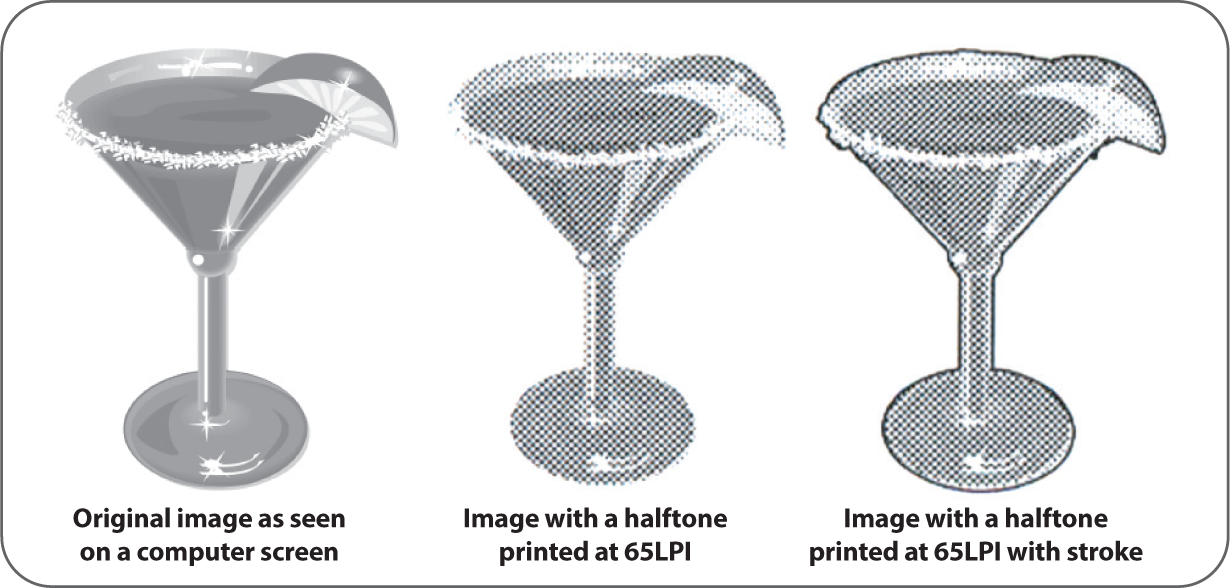 Original image as seen
on a computer screen
Image with a halftone
printed at 65LPI
Image with a halftone
printed at 65LPI with stroke